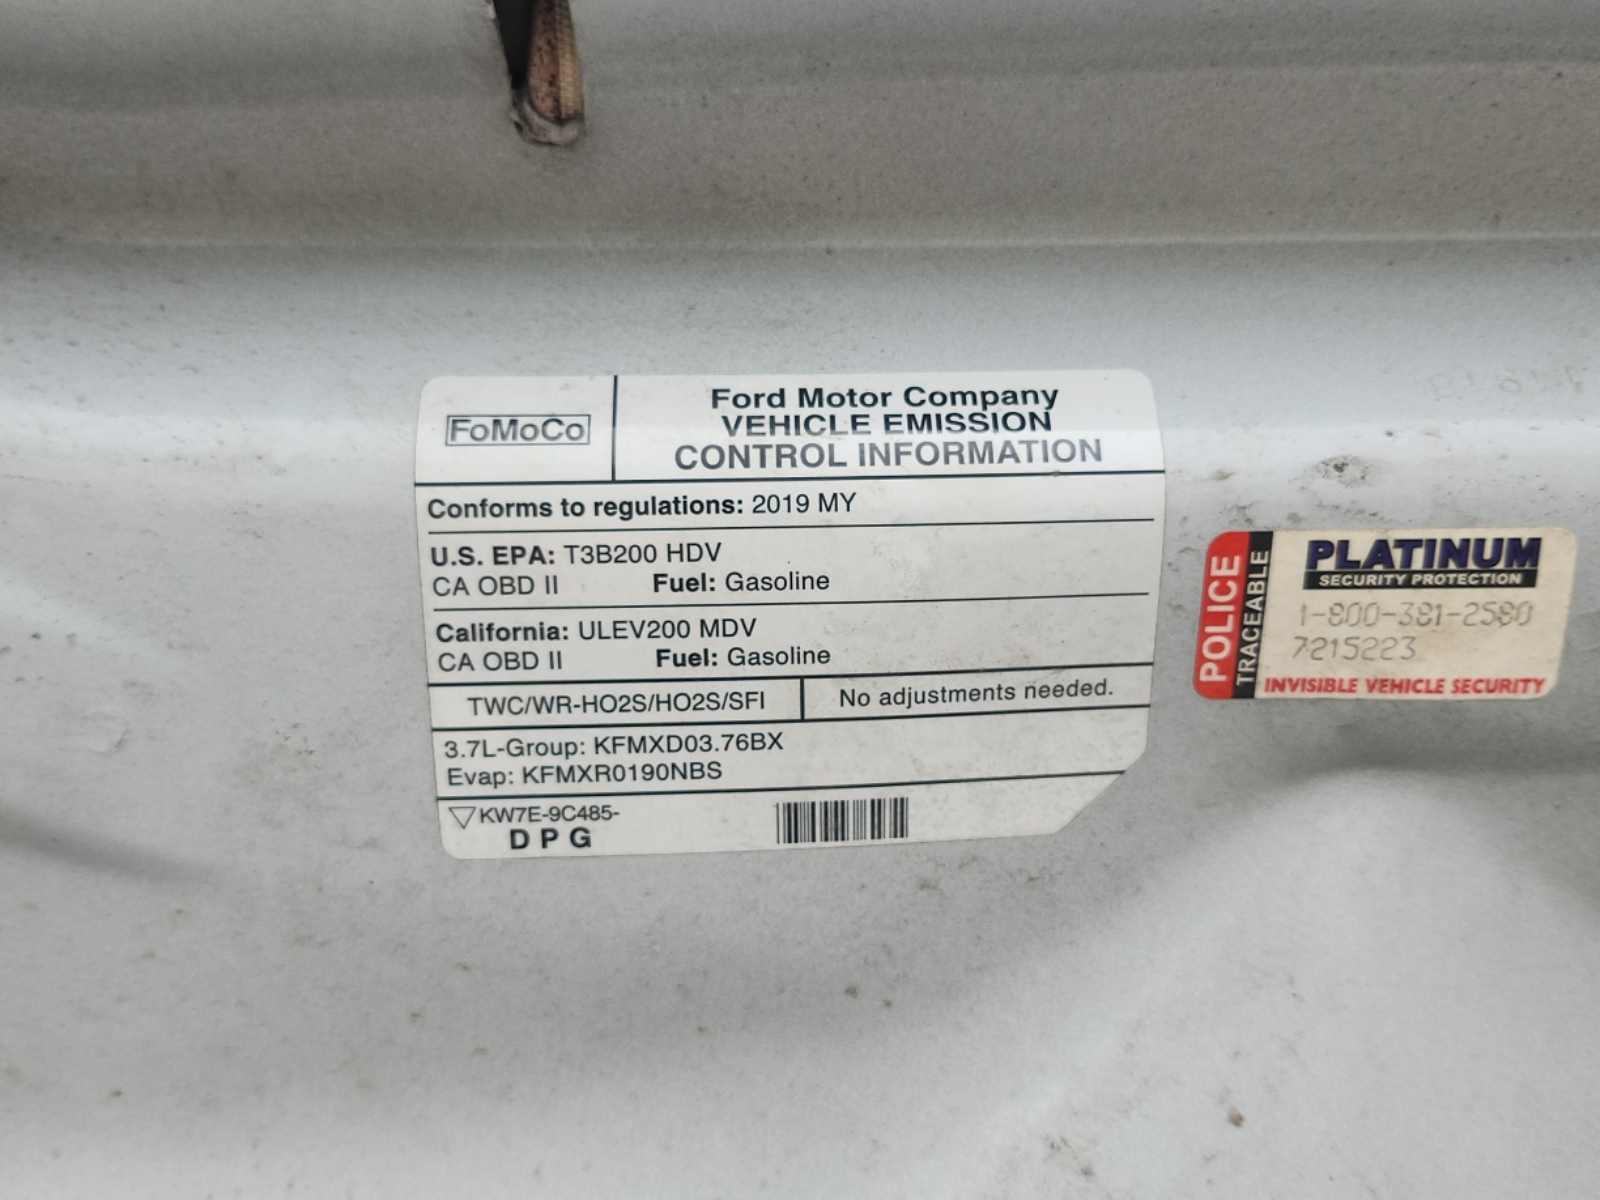 FoMoCo
Ford Motor Company
VEHICLE EMISSION
CONTROL INFORMATION
Conforms to regulations: 2019 MY
U.S. EPA: T3B200 HDV
CA OBD II Fuel: Gasoline
California: ULEV200 MDV
CA OBD II Fuel: Gasoline
TWC/WR-HO2S/HO2S/SFI No adjustments needed.
3.7L-Group: KFMXD03.76BX
Evap: KFMXR0190NBS
KW7E-9C485-
D P G
POLICE
TRACEABLE
PLATINUM
SECURITY PROTECTION
1-800-381-2580
7215223
INVISIBLE VEHICLE SECURITY